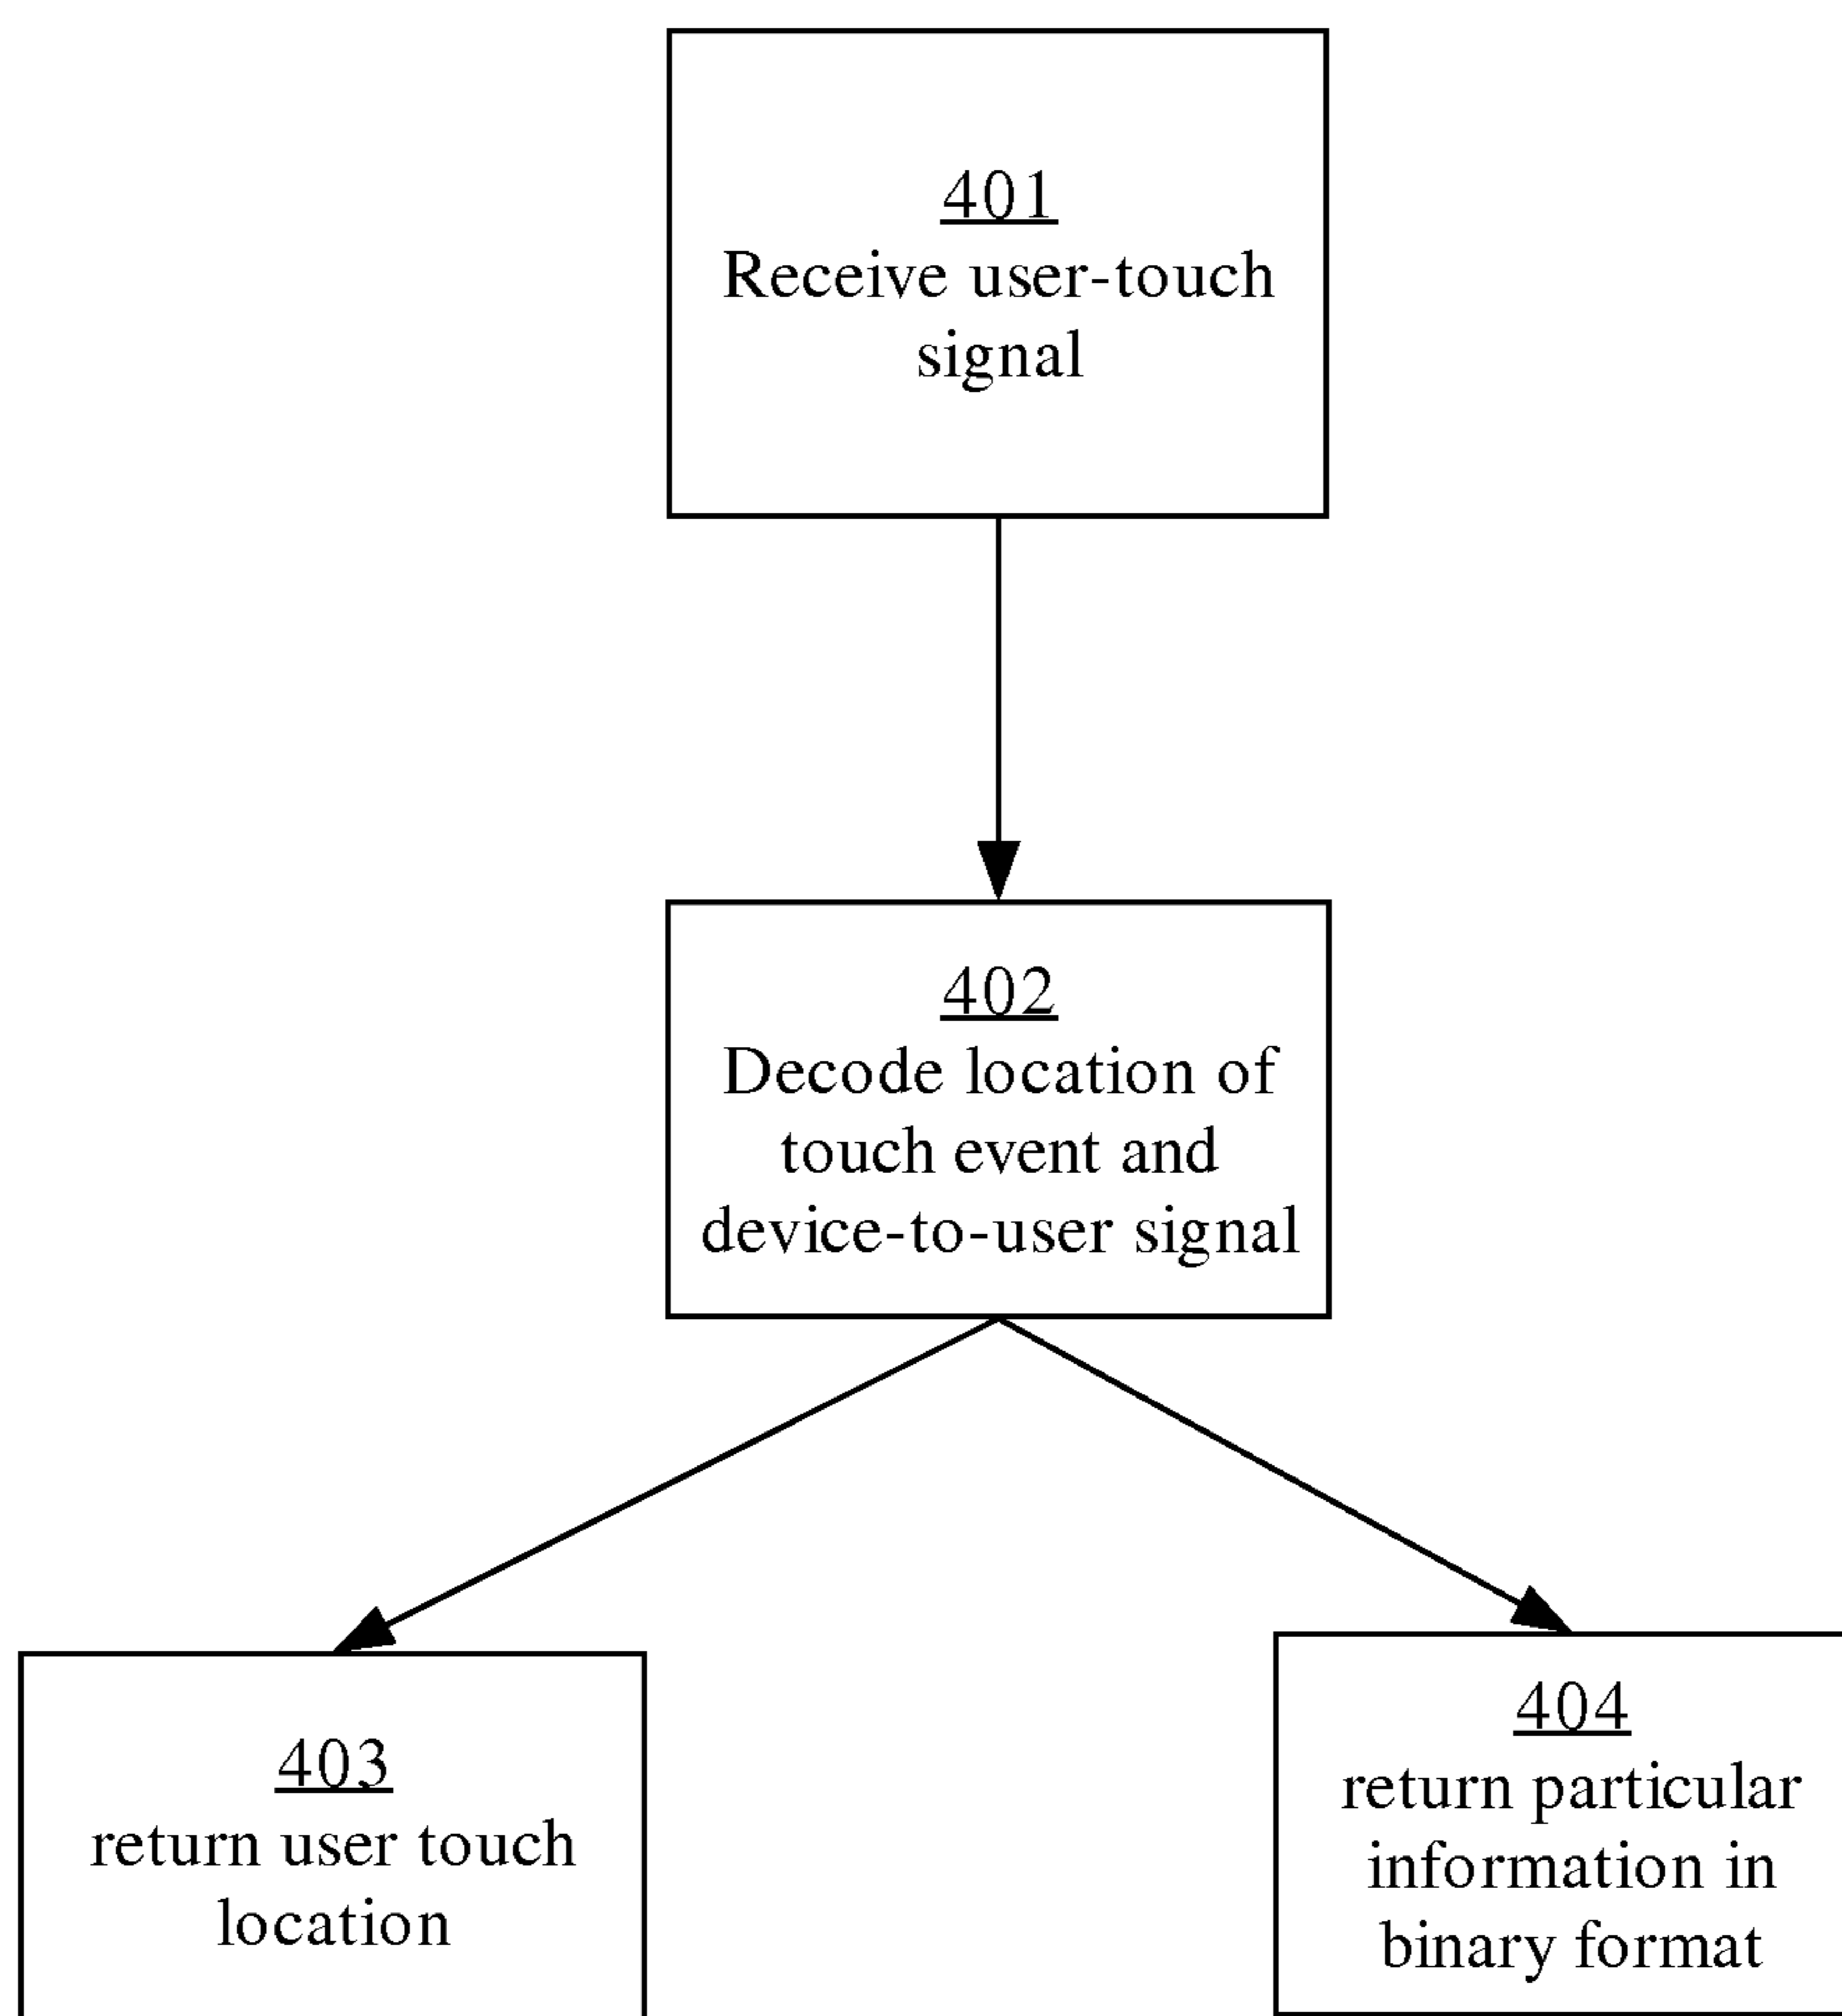 401
Receive user-touch
signal
402
Decode location of
touch event and
device-to-user signal
403
return user touch
location
404
return particular
information in
binary format